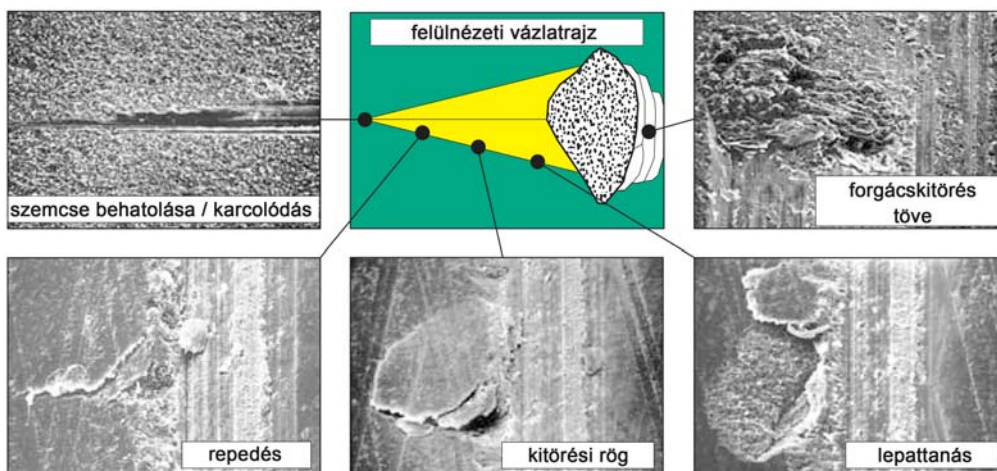 felülnézeti vázlatrajz
szemcse behatolása / karcolódás
forgácskitörés
töve
repedés
kitörési rög
lepattanás